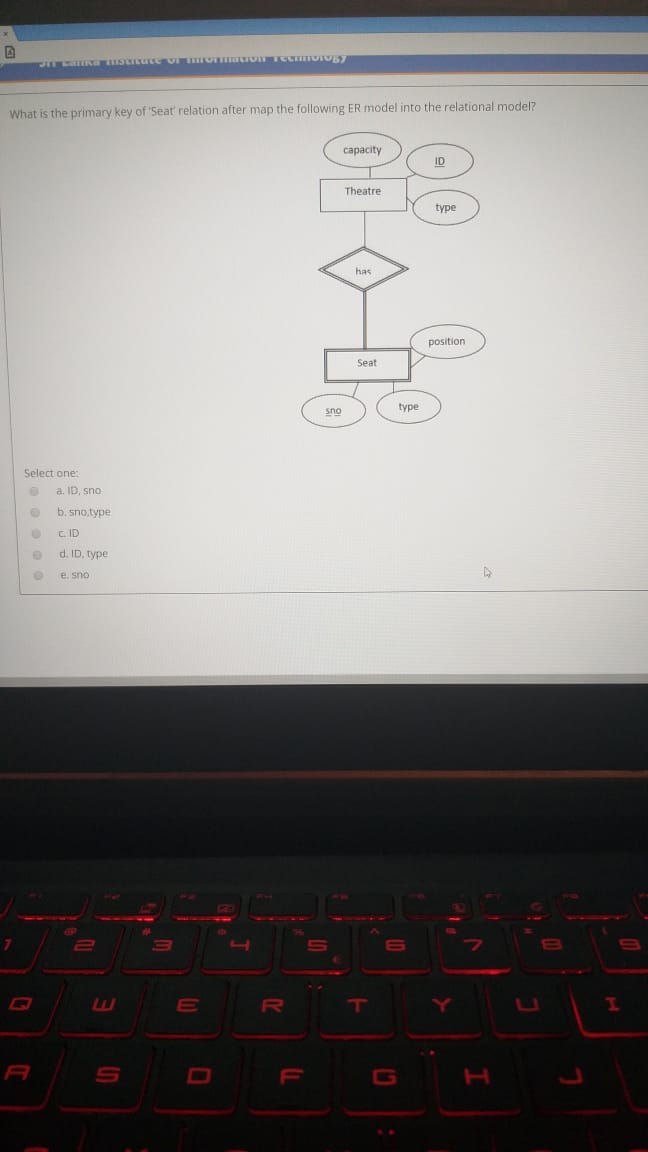 Sri Lanka Institute of Information Technology
What is the primary key of 'Seat' relation after map the following ER model into the relational model?
capacity
ID
Theatre
type
has
position
Seat
sno
type
Select one:
a. ID, sno
b. sno,type
c. ID
d. ID, type
e. sno
1 2 3 4 5 6 7 8 9
Q W E R T Y U I
A S D F G H J